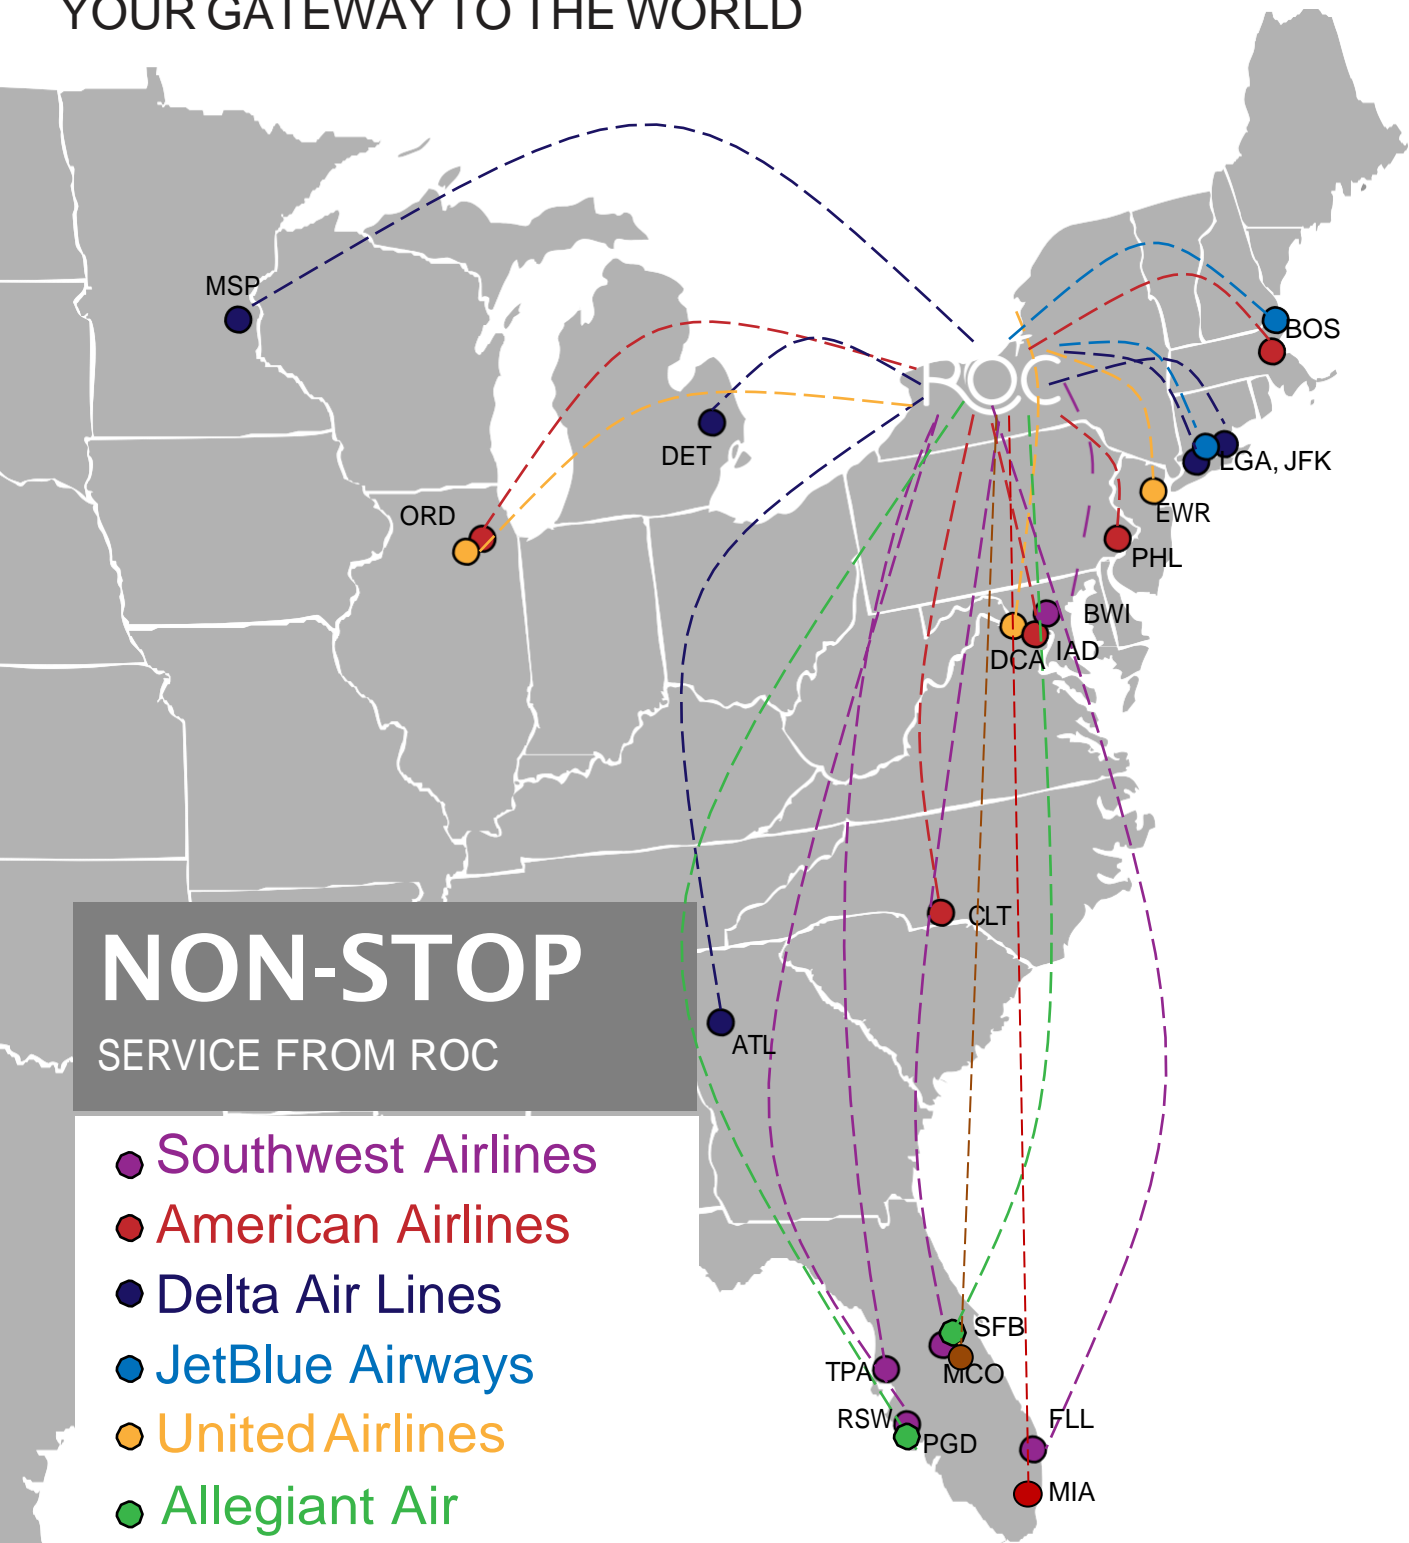 YOUR GATEWAY TO THE WORLD
MSP
BOS
ROC
DET
LGA, JFK
ORD
EWR
PHL
BWI
DCA
IAD
CLT
NON-STOP
SERVICE FROM ROC
ATL
Southwest Airlines
American Airlines
Delta Air Lines
JetBlue Airways
United Airlines
Allegiant Air
SFB
TPA
MCO
RSW
FLL
PGD
MIA